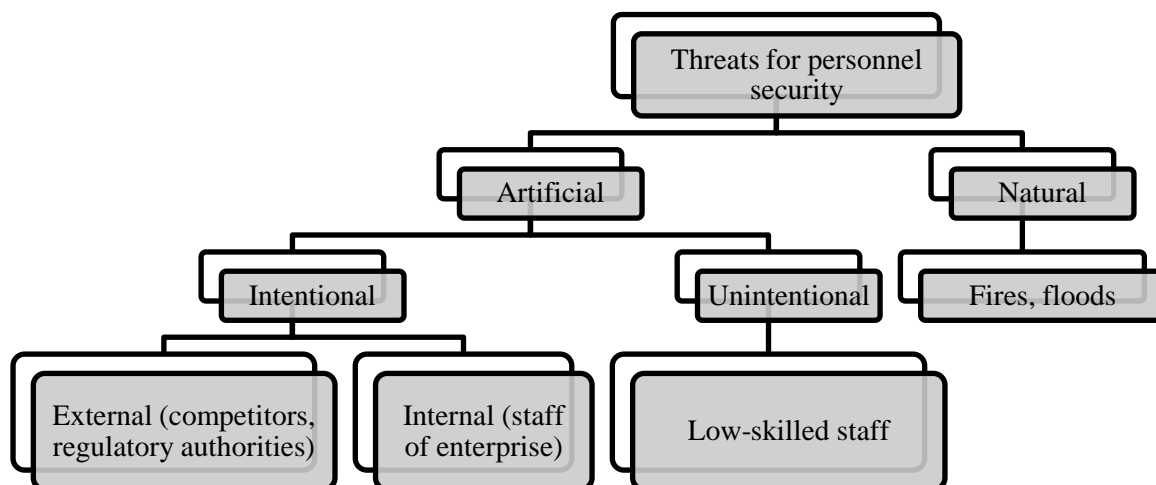 Threats for personnel
security
Artificial
Natural
Intentional
Unintentional
Fires, floods
External (competitors,
regulatory authorities)
Internal (staff
of enterprise)
Low-skilled staff